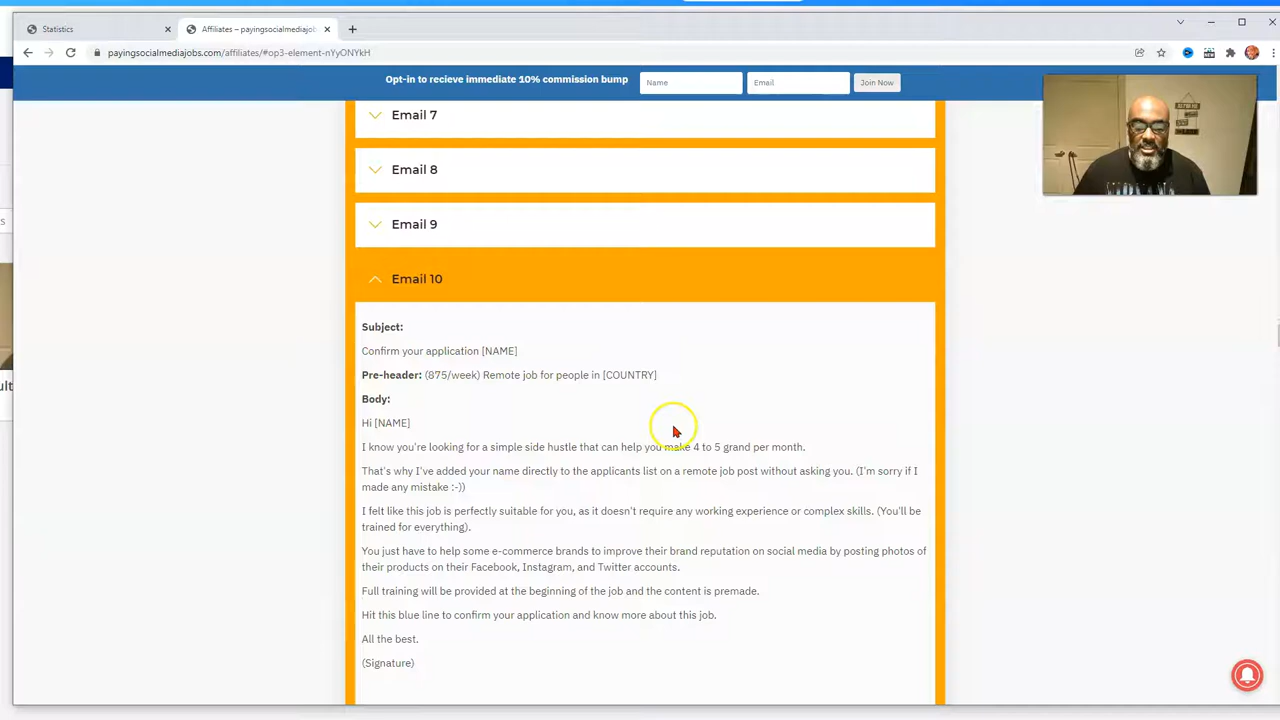 Statistics
Affiliates – payingsocialmediajob
payingsocialmediajobs.com/affiliates/#op3-element-nYyONYkH
Opt-in to recieve immediate 10% commission bump
Name
Email
Join Now
Email 7
Email 8
Email 9
Email 10
Subject:
Confirm your application [NAME]
Pre-header: (875/week) Remote job for people in [COUNTRY]
Body:
Hi [NAME]
I know you're looking for a simple side hustle that can help you make 4 to 5 grand per month.
That's why I've added your name directly to the applicants list on a remote job post without asking you. (I'm sorry if I
made any mistake :-))
I felt like this job is perfectly suitable for you, as it doesn't require any working experience or complex skills. (You'll be
trained for everything).
You just have to help some e-commerce brands to improve their brand reputation on social media by posting photos of
their products on their Facebook, Instagram, and Twitter accounts.
Full training will be provided at the beginning of the job and the content is premade.
Hit this blue line to confirm your application and know more about this job.
All the best.
(Signature)